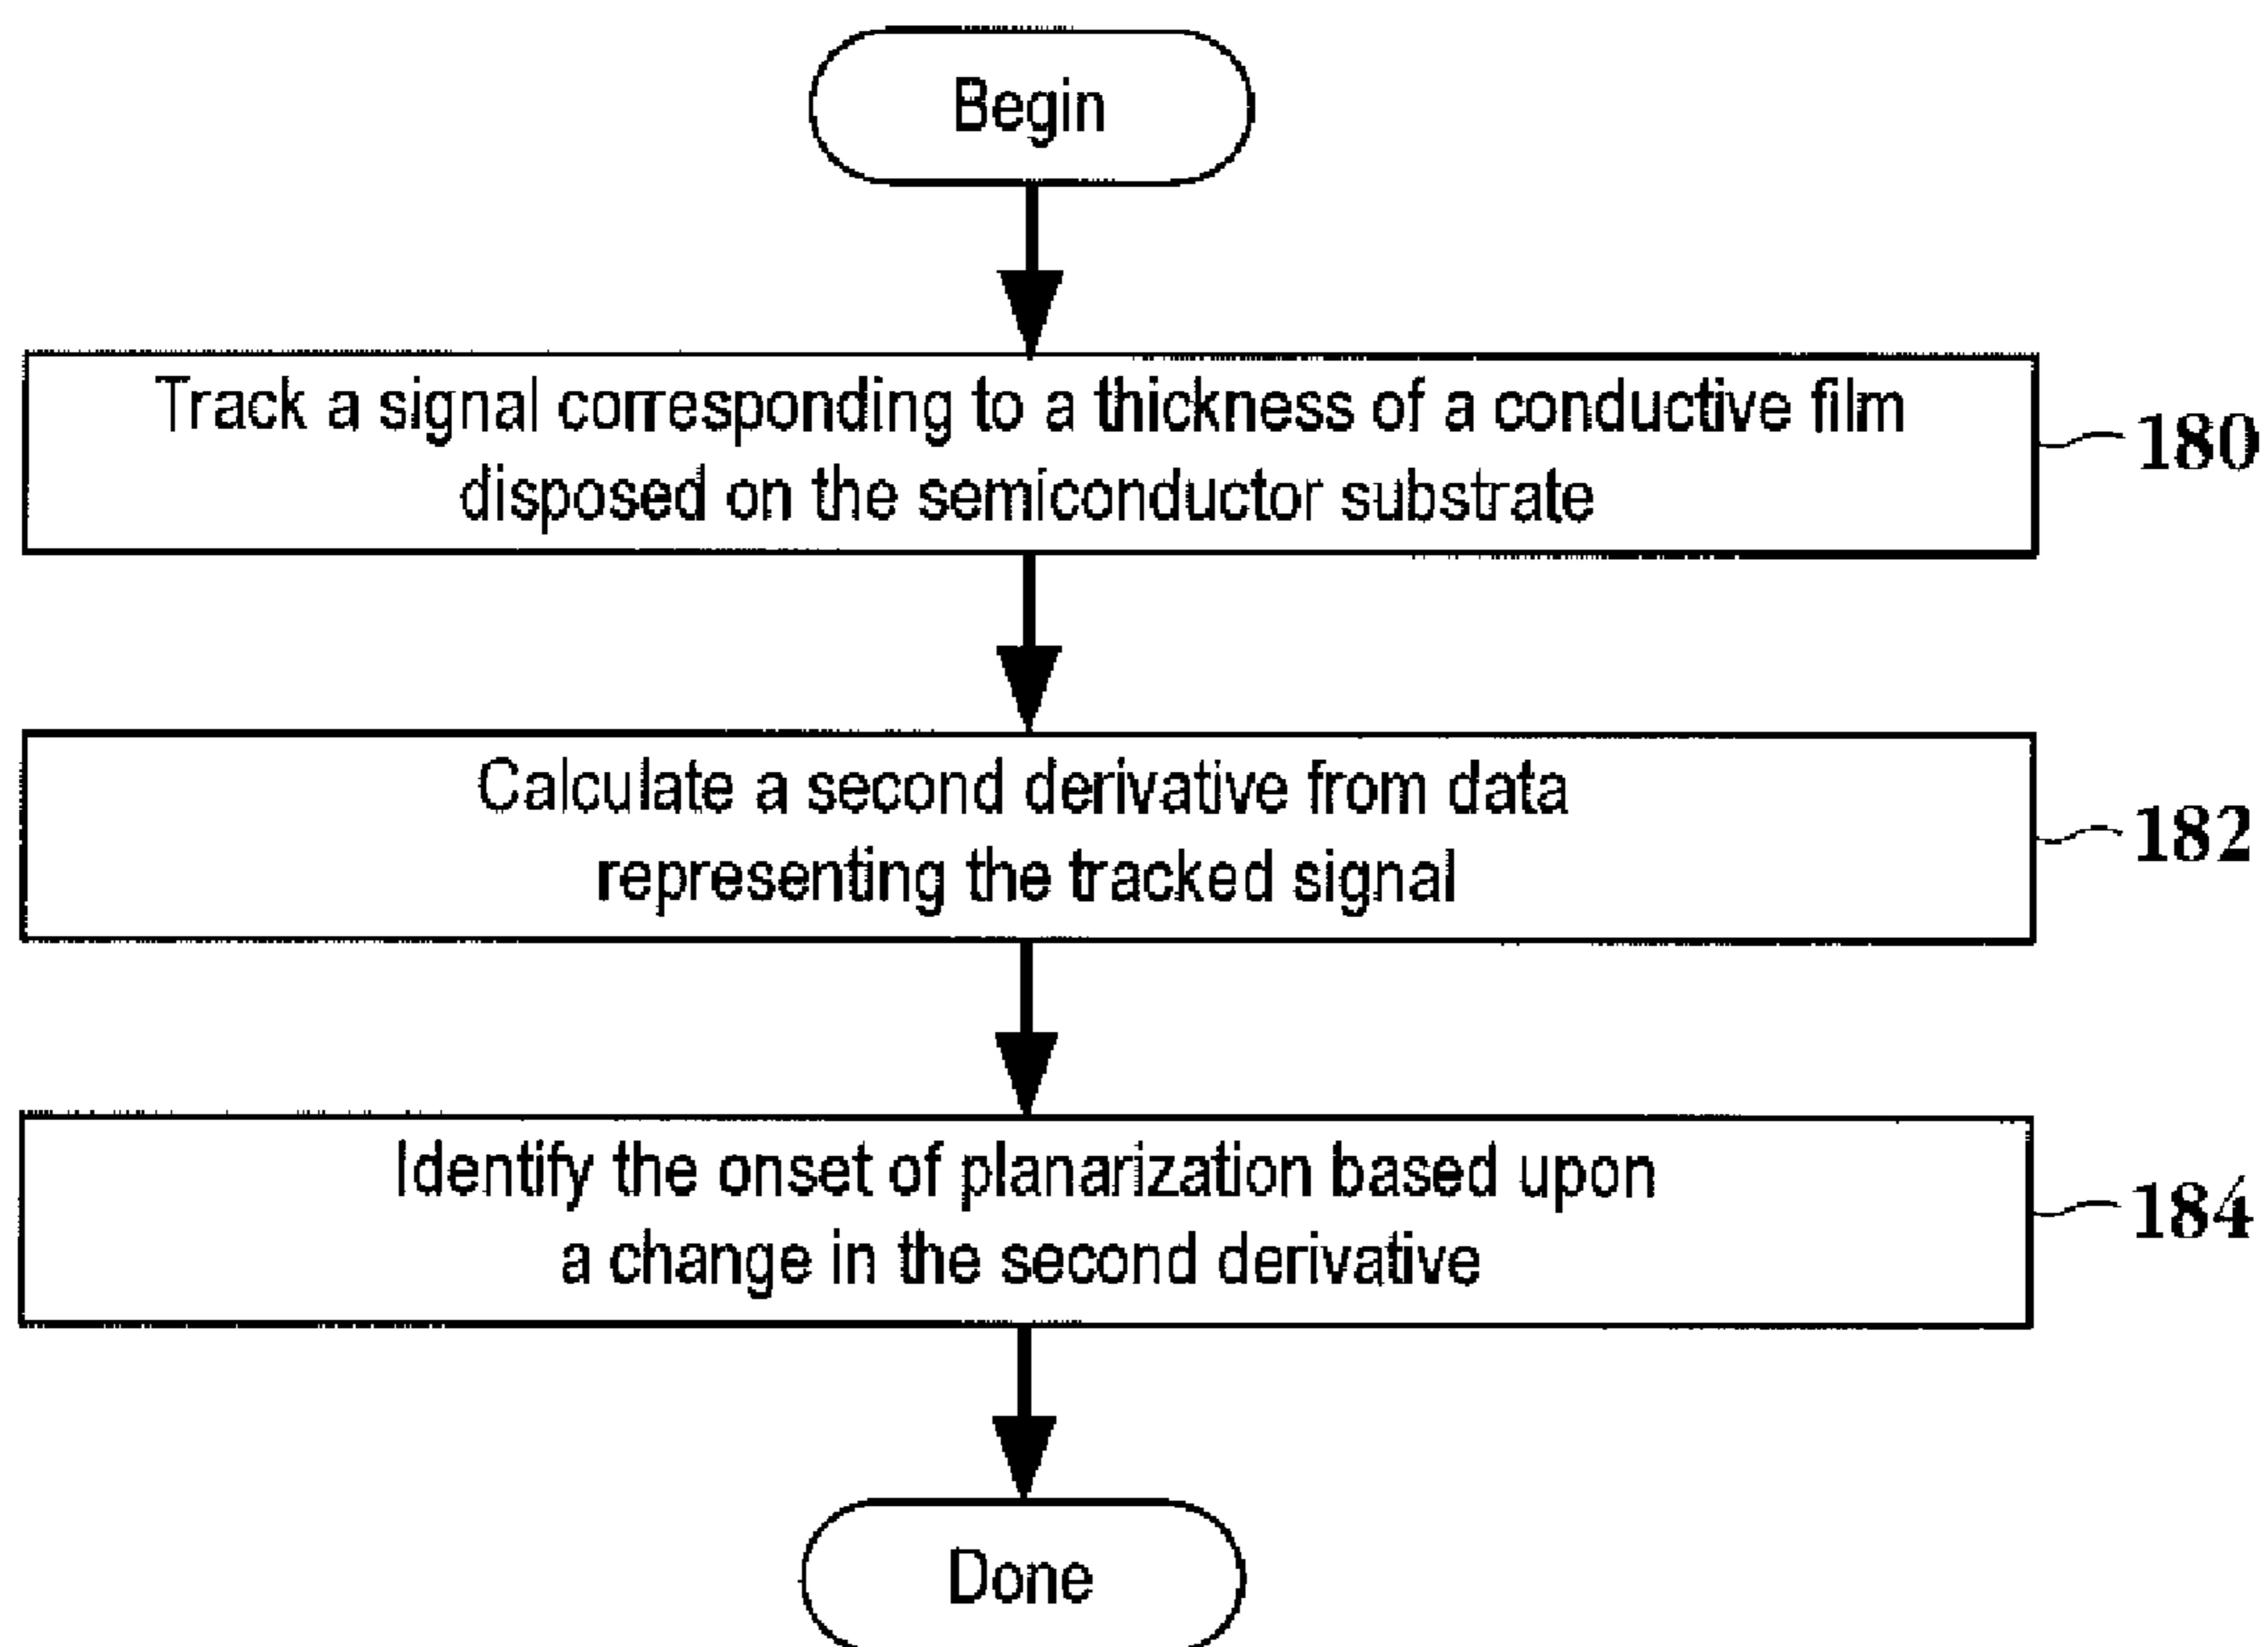 Begin
Track a signal corresponding to a thickness of a conductive film
disposed on the semiconductor substrate
180
Calculate a second derivative from data
representing the tracked signal
182
Identify the onset of planarization based upon
a change in the second derivative
184
Done